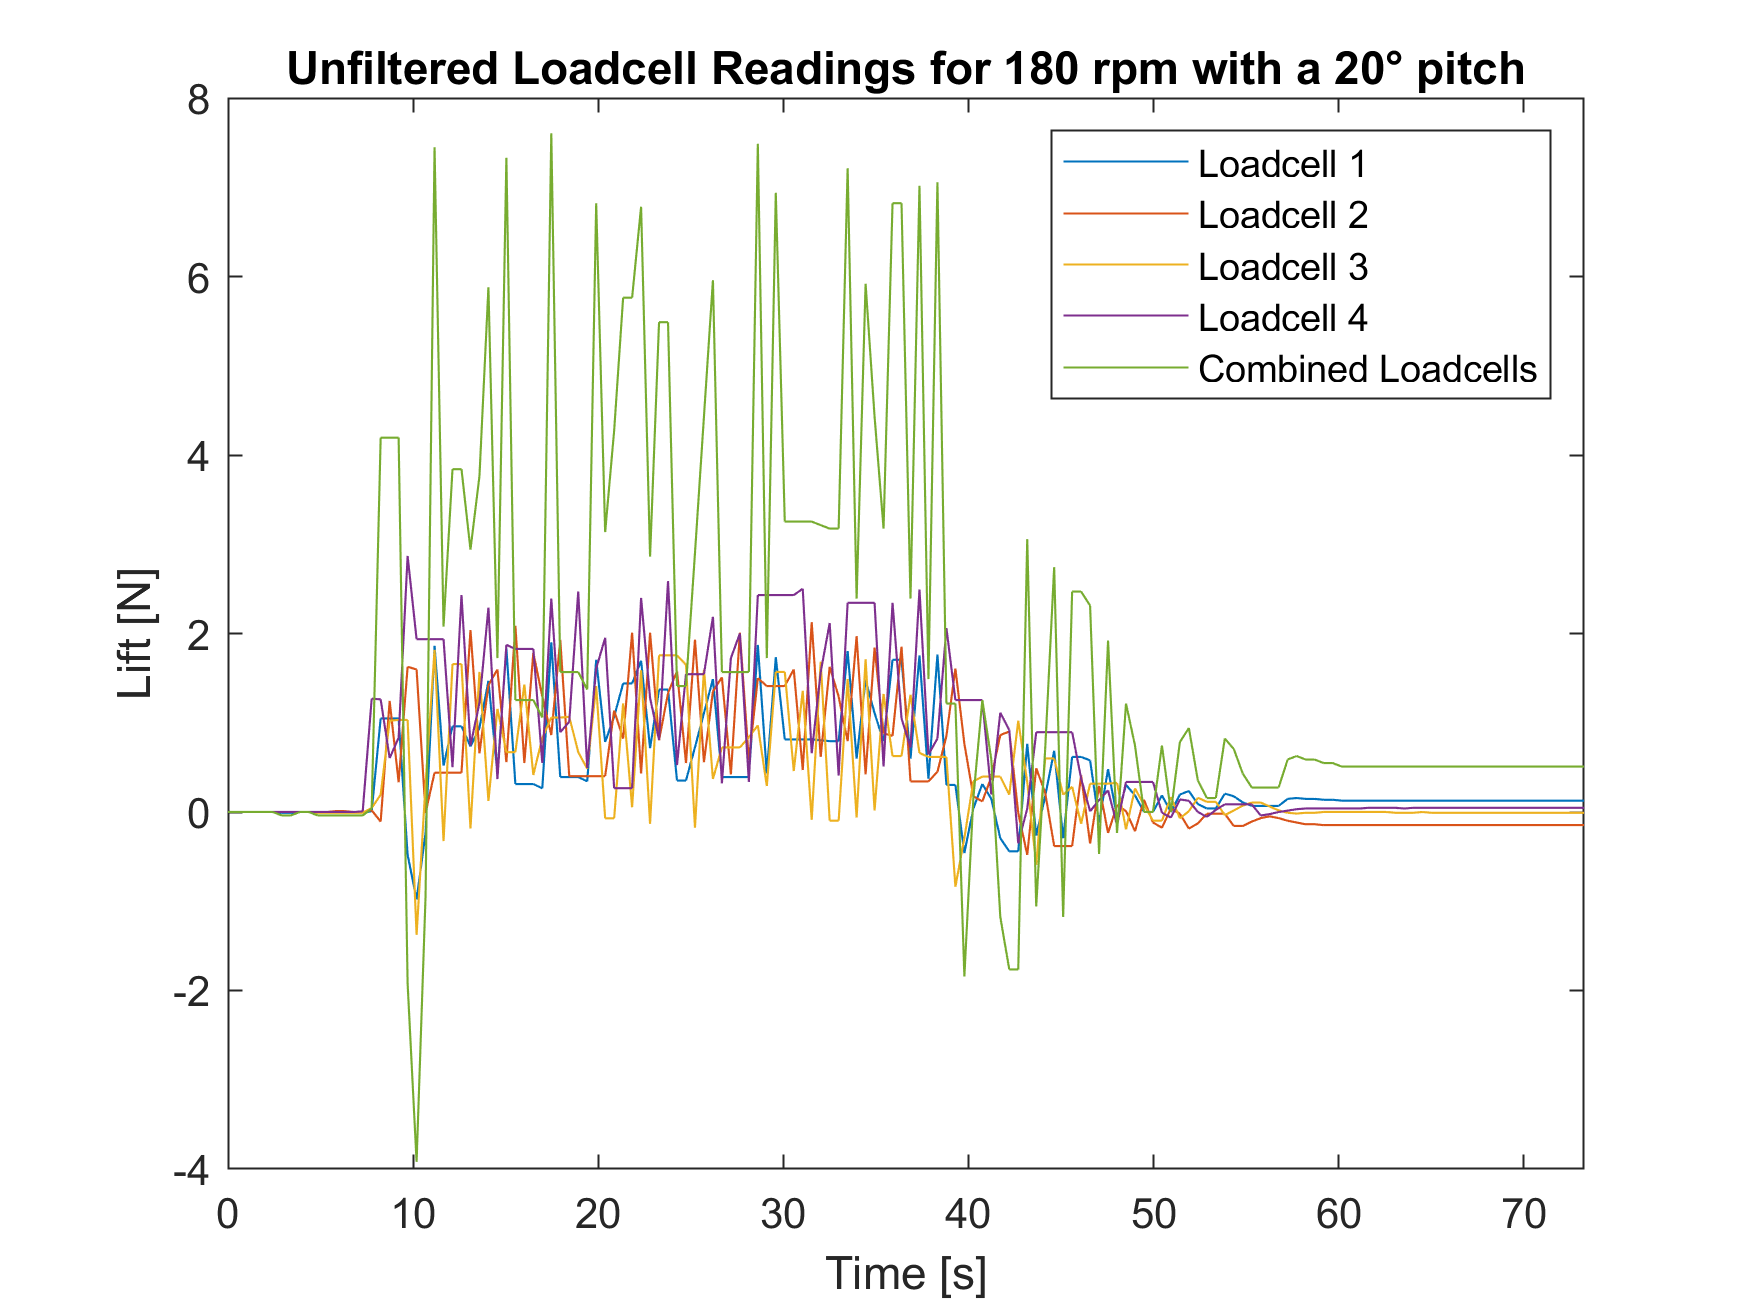 Unfiltered Loadcell Readings for 180 rpm with a 20° pitch
8
6
4
2
0
-2
-4
Lift [N]
Loadcell 1
Loadcell 2
Loadcell 3
Loadcell 4
Combined Loadcells
0 10 20 30 40 50 60 70
Time [s]